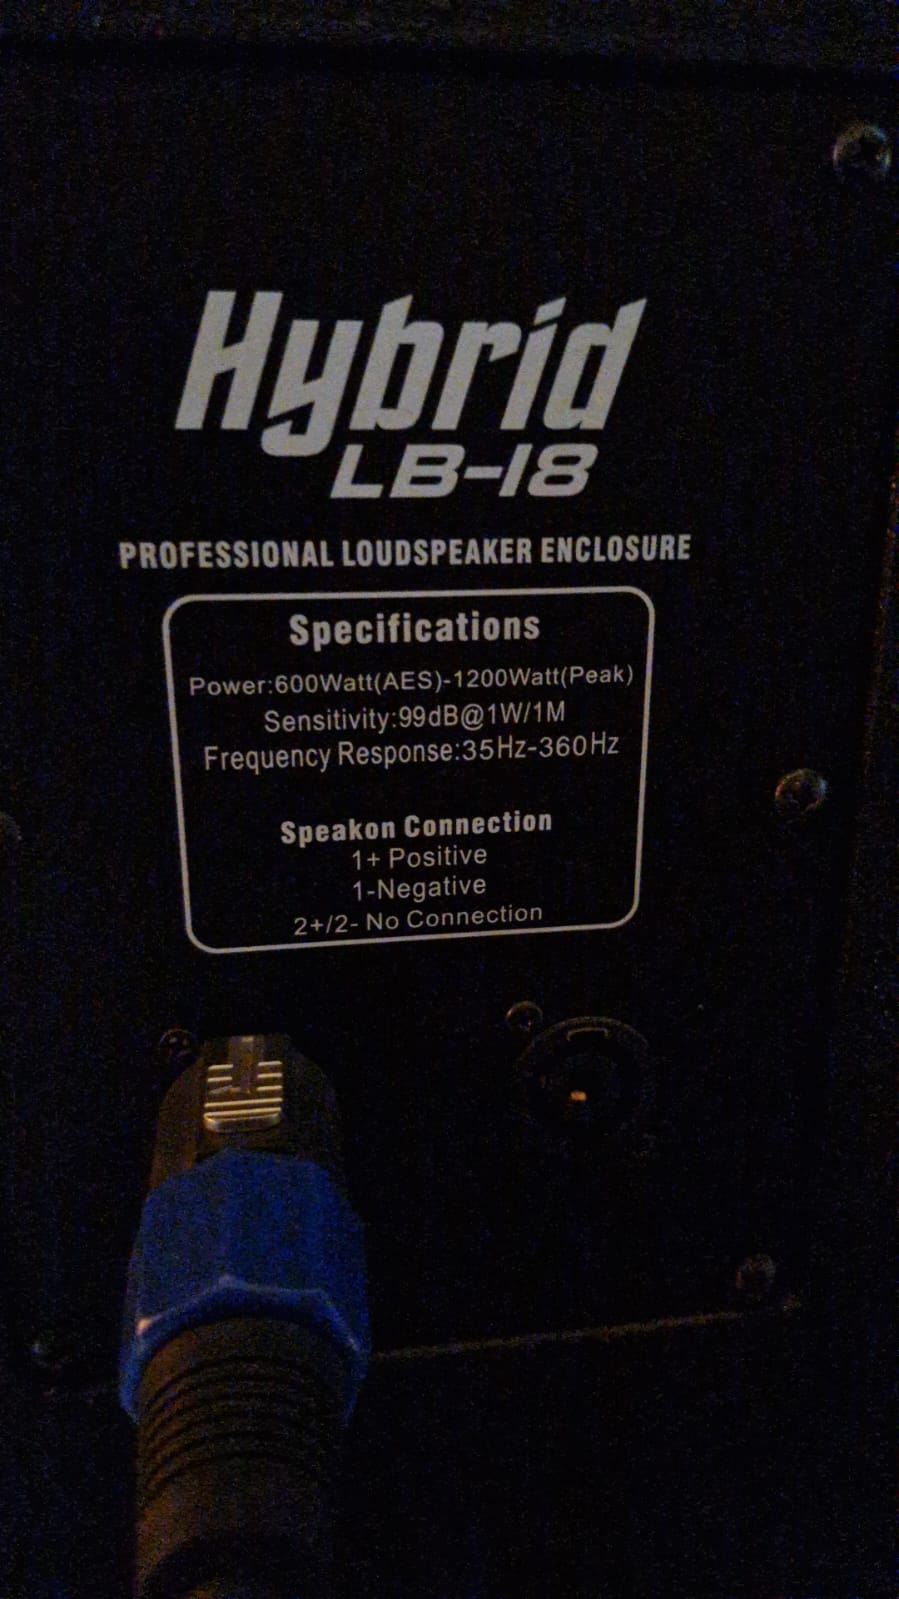 Hybrid
LB-18
PROFESSIONAL LOUDSPEAKER ENCLOSURE
Specifications
Power:600Watt(AES)-1200Watt(Peak)
Sensitivity:99dB@1W/1M
Frequency Response:35Hz-360Hz
Speakon Connection
1+ Positive
1-Negative
2+/2- No Connection